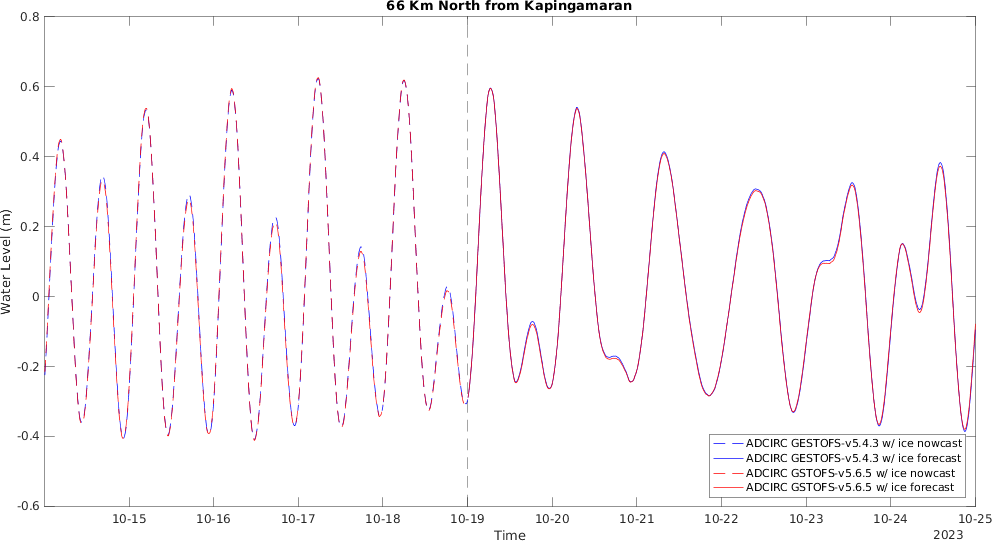 66 Km North from Kapingamaran
0.8
0.6
0.4
0.2
0
-0.2
-0.4
-0.6
Water Level (m)
ADCIRC GESTOFS-v5.4.3 w/ ice nowcast
ADCIRC GESTOFS-v5.4.3 w/ ice forecast
ADCIRC GSTOFS-v5.6.5 w/ ice nowcast
ADCIRC GSTOFS-v5.6.5 w/ ice forecast
10-15 10-16 10-17 10-18 10-19 10-20 10-21 10-22 10-23 10-24 10-25
Time
2023